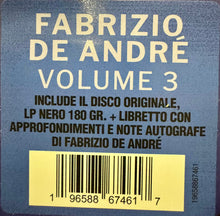 FABRIZIO
DE ANDRÉ
VOLUME 3
INCLUDE IL DISCO ORIGINALE,
LP NERO 180 GR. + LIBRETTO CON
APPROFONDIMENTI E NOTE AUTOGRAFE
DI FABRIZIO DE ANDRÉ
1 96588 67461 7
19658867461